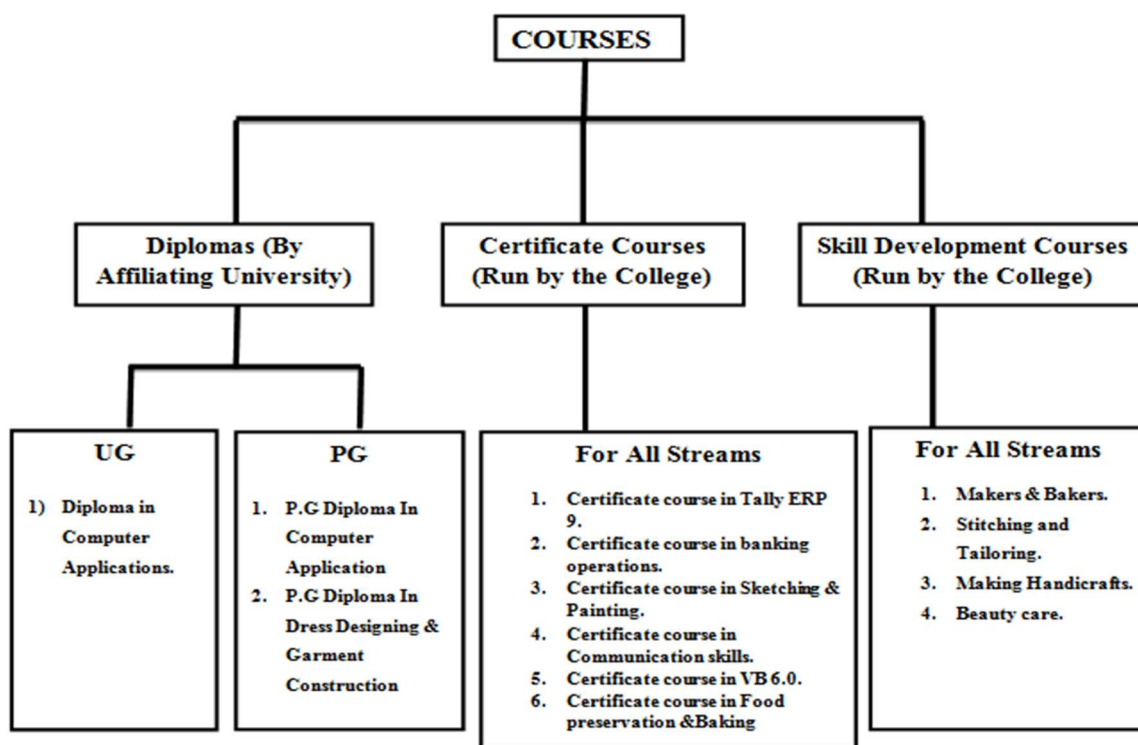 COURSES
Diplomas (By
Affiliating University)
Certificate Courses
(Run by the College)
Skill Development Courses
(Run by the College)
UG
1) Diploma in
Computer
Applications.
PG
1. P.G Diploma In
Computer
Application
2. P.G Diploma In
Dress Designing &
Garment
Construction
For All Streams
1. Certificate course in Tally ERP
9.
2. Certificate course in banking
operations.
3. Certificate course in Sketching &
Painting.
4. Certificate course in
Communication skills.
5. Certificate course in VB 6.0.
6. Certificate course in Food
preservation &Baking
For All Streams
1. Makers & Bakers.
2. Stitching and
Tailoring.
3. Making Handicrafts.
4. Beauty care.